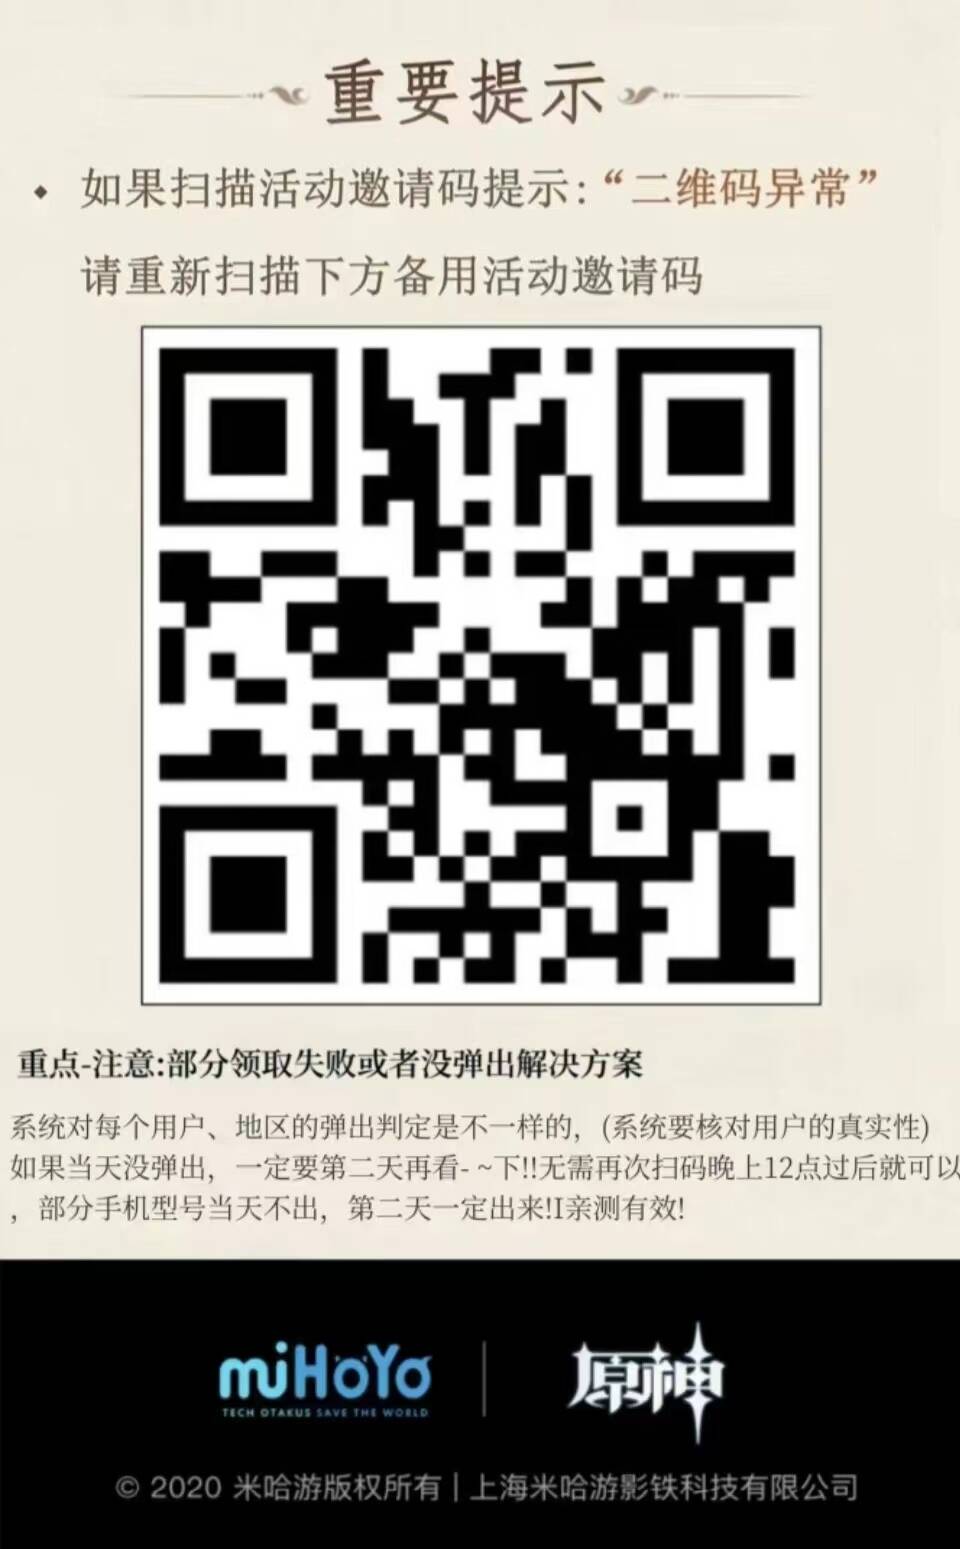 重要提示
如果扫描活动邀请码提示:“二维码异常”
请重新扫描下方备用活动邀请码
重点-注意:部分领取失败或者没弹出解决方案
系统对每个用户、地区的弹出判定是不一样的，(系统要核对用户的真实性)
如果当天没弹出，一定要第二天再看- ~下!!无需再次扫码晚上12点过后就可以
，部分手机型号当天不出，第二天一定出来!I亲测有效!
miHoYo
原神
TECH OTAKUS SAVE THE WORLD
© 2020 米哈游版权所有 | 上海米哈游影铁科技有限公司